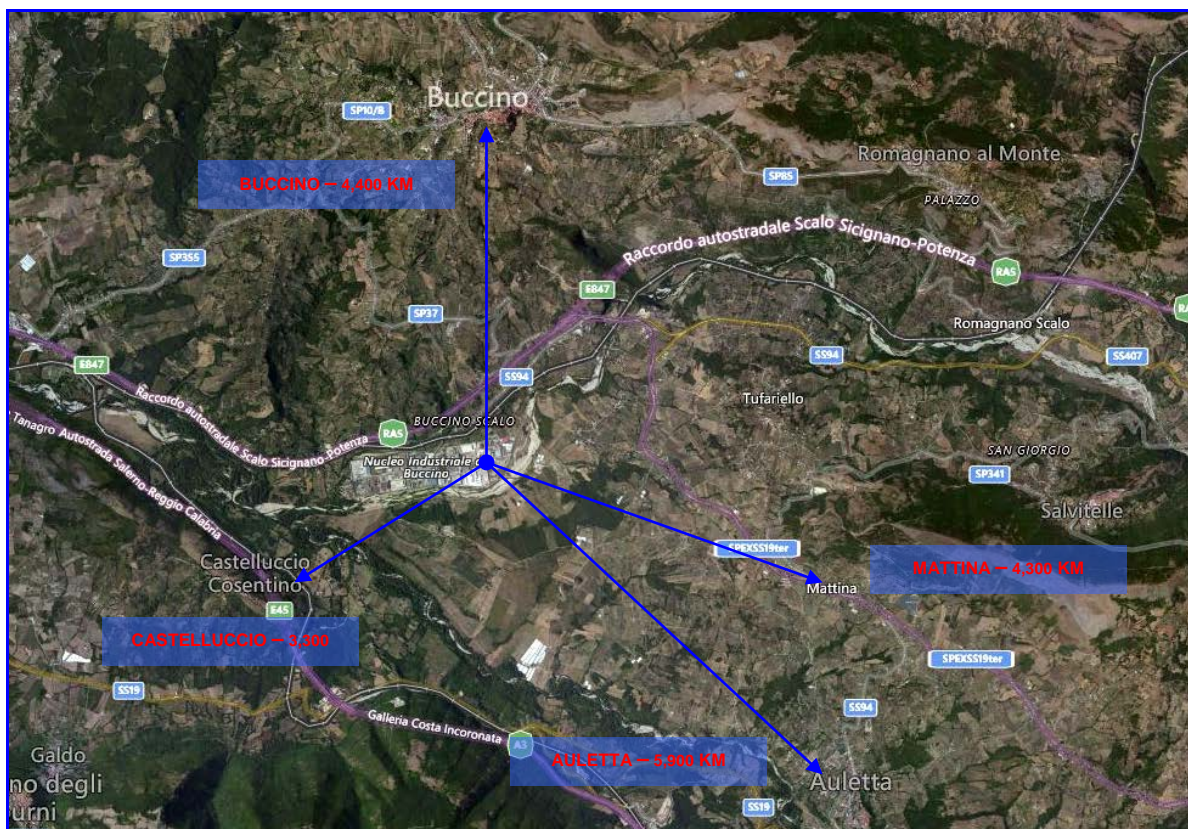 Buccino
SP10/B
Romagnano al Monte
BUCCINO – 4,400 KM
SP85
PALAZZO
Raccordo autostradale Scalo Sicignano-Potenza
SP355
RA5
E847
SP37
Romagnano Scalo
SS94
SS407
E847
SS94
Tufariello
Raccordo autostradale Scalo Sicignano-Potenza
RA5
BUCCINO SCALO
Nucleo Industriale
Buccino
SAN GIORGIO
SP341
Salvitelle
Tanagro Autostrada Salerno-Reggio Calabria
SPEXSS19ter
Castelluccio
Cosentino
MATTINA – 4,300 KM
Mattina
E45
CASTELLUCCIO – 3,300
SPEXSS19ter
SS19
SS94
Galleria Costa Incoronata
A3
AULETTA – 5,900 KM
Galdo
no degli
urni
Auletta
SS19